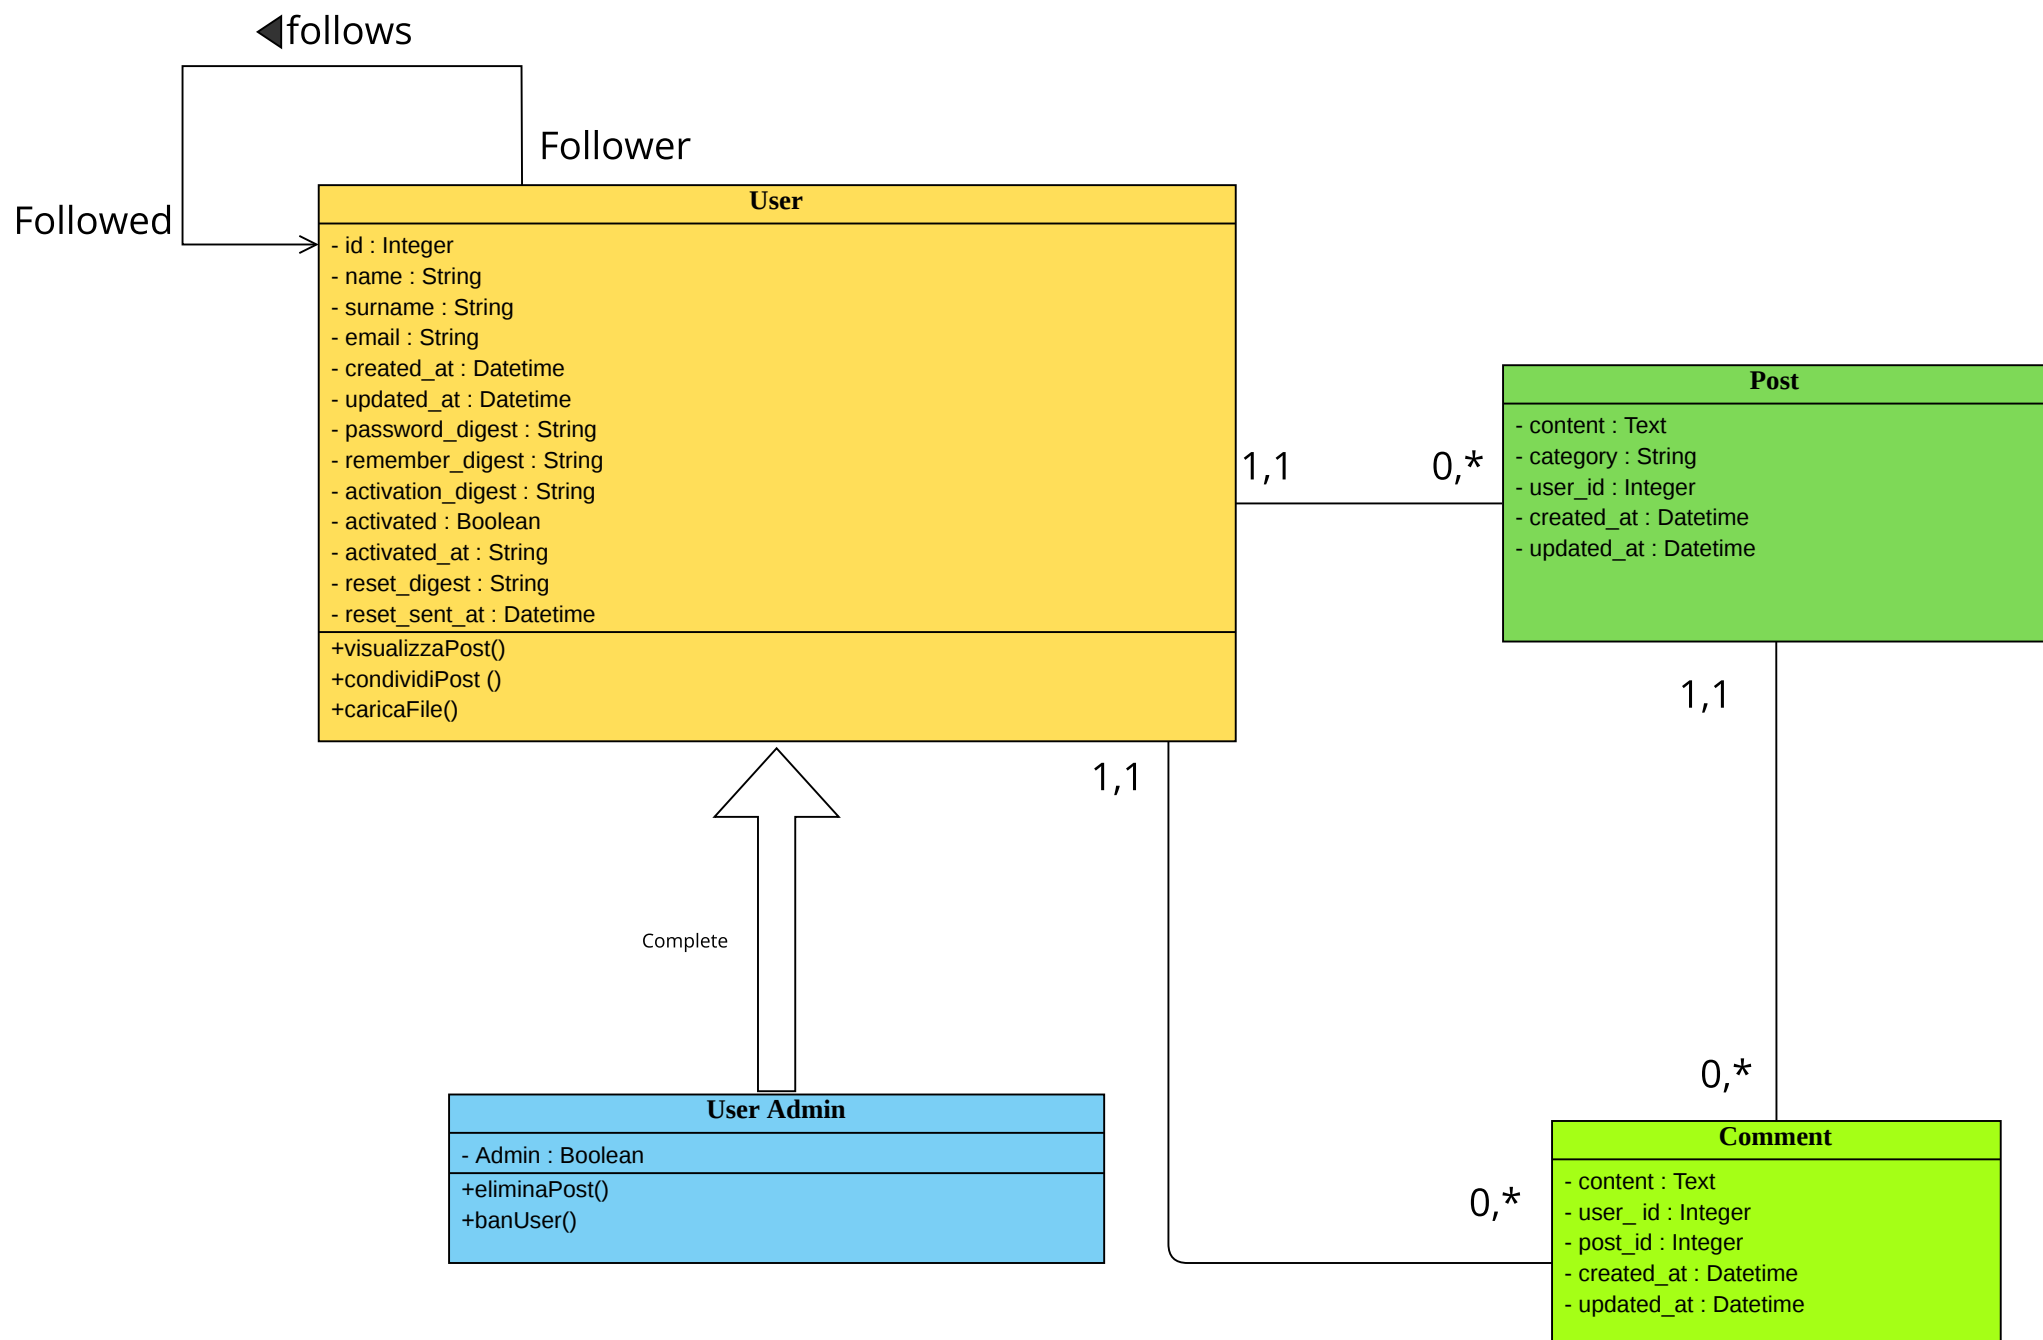 follows
Follower
Followed
User
- id : Integer
- name : String
- surname : String
- email : String
- created_at : Datetime
- updated_at : Datetime
- password_digest : String
- remember_digest : String
- activation_digest : String
- activated : Boolean
- activated_at : String
- reset_digest : String
- reset_sent_at : Datetime
+visualizzaPost()
+condividiPost ()
+caricaFile()
1,1
0,*
Post
- content : Text
- category : String
- user_id : Integer
- created_at : Datetime
- updated_at : Datetime
1,1
1,1
Complete
0,*
User Admin
- Admin : Boolean
+eliminaPost()
+banUser()
0,*
Comment
- content : Text
- user_ id : Integer
- post_id : Integer
- created_at : Datetime
- updated_at : Datetime